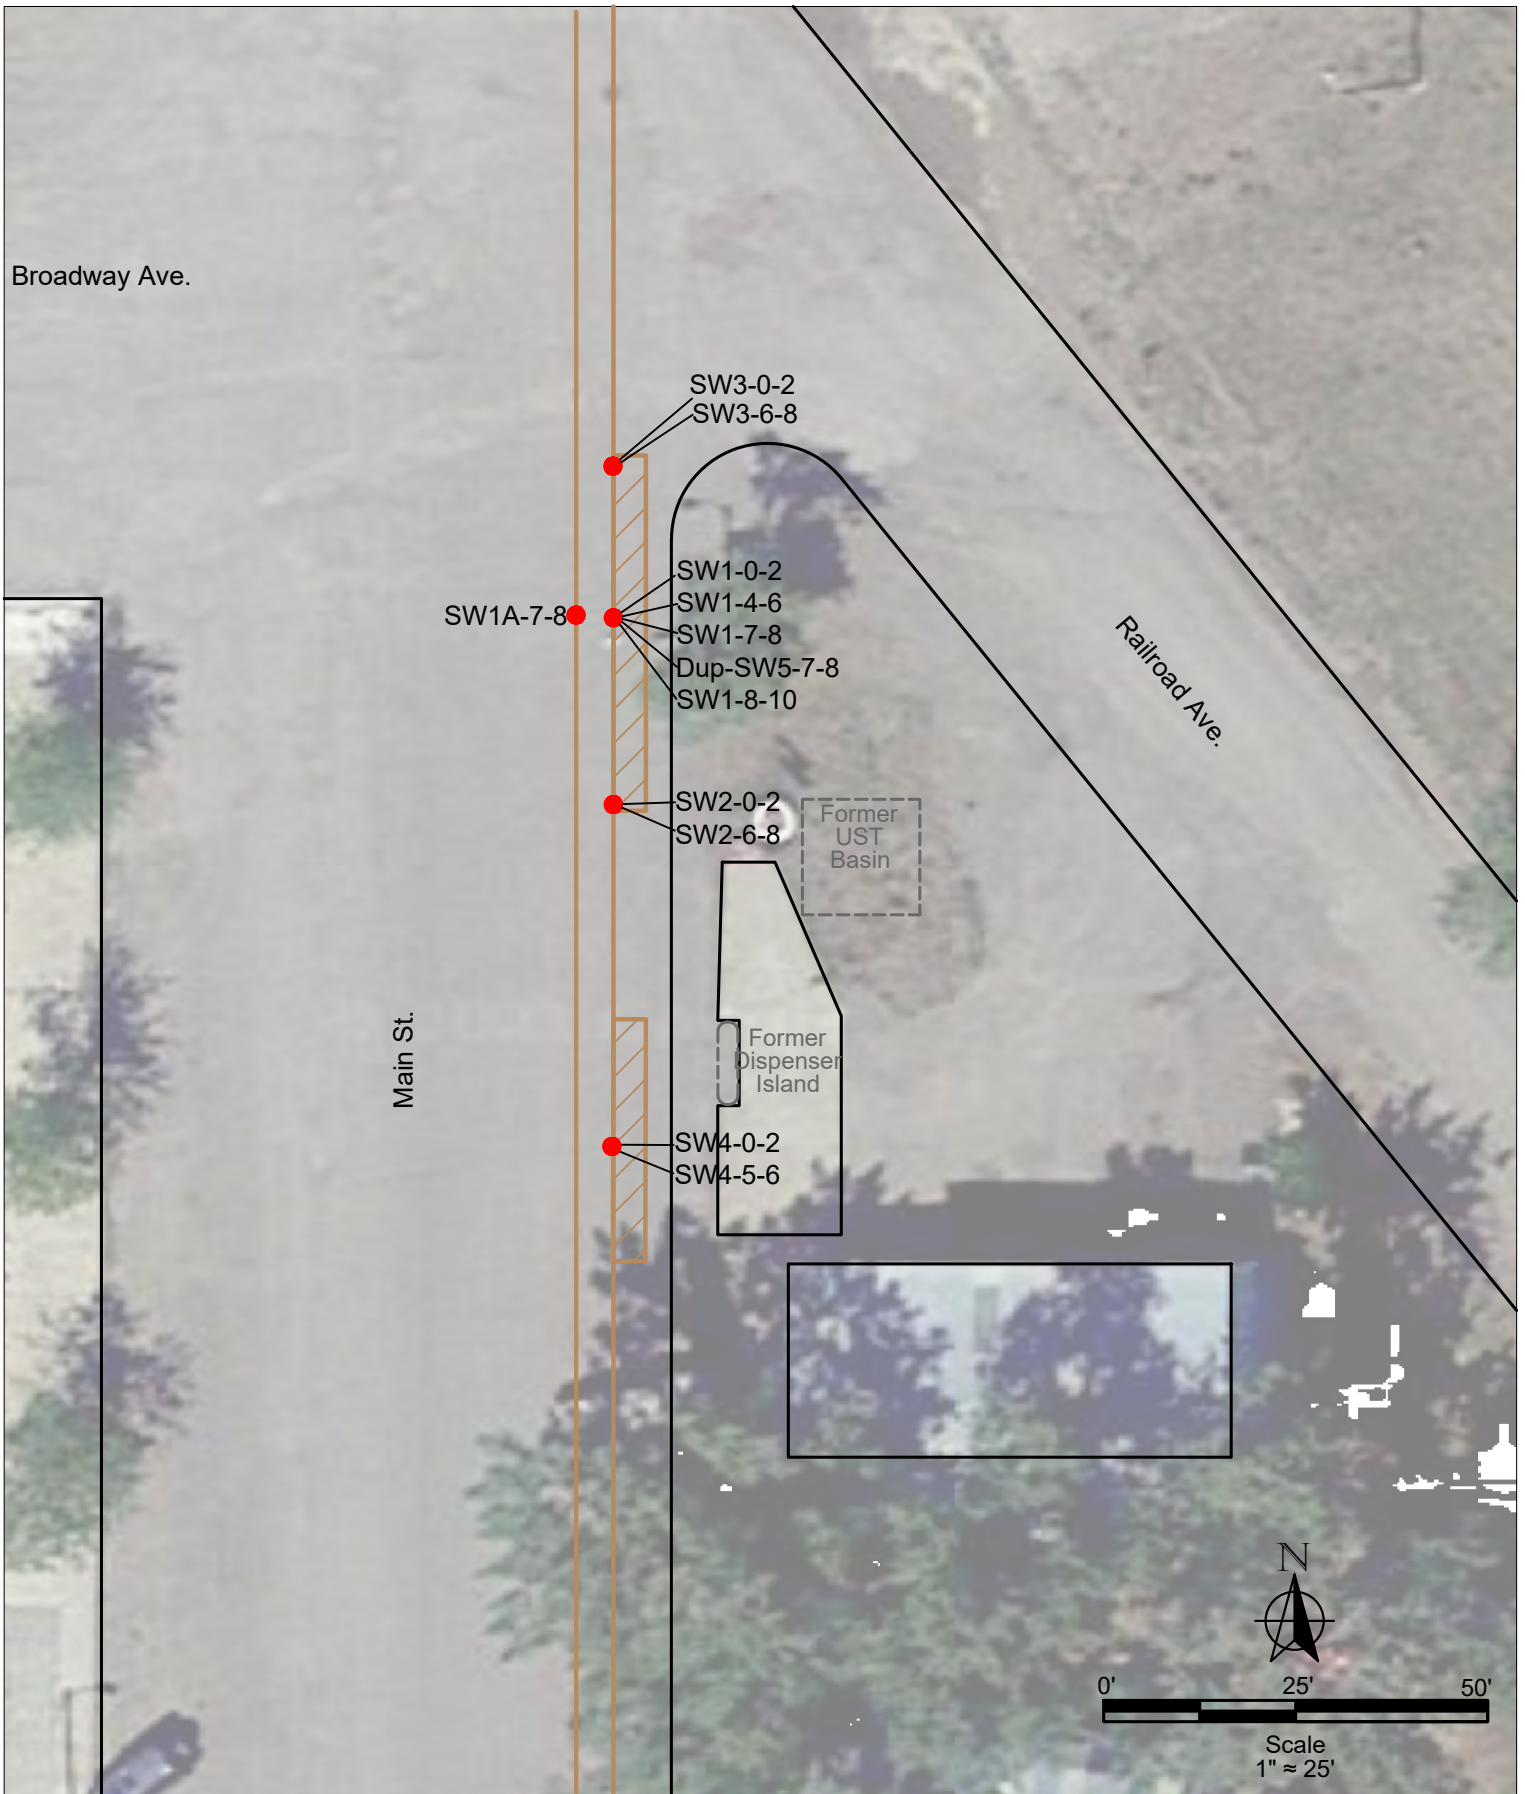 Broadway Ave.
SW3-0-2
SW3-6-8
SW1-0-2
SW1-4-6
SW1A-7-8
SW1-7-8
Dup-SW5-7-8
SW1-8-10
Railroad Ave.
SW2-0-2
SW2-6-8
Former
UST
Basin
Main St.
Former
Dispenser
Island
SW4-0-2
SW4-5-6
N
0' 25' 50'
Scale
1" ≈ 25'